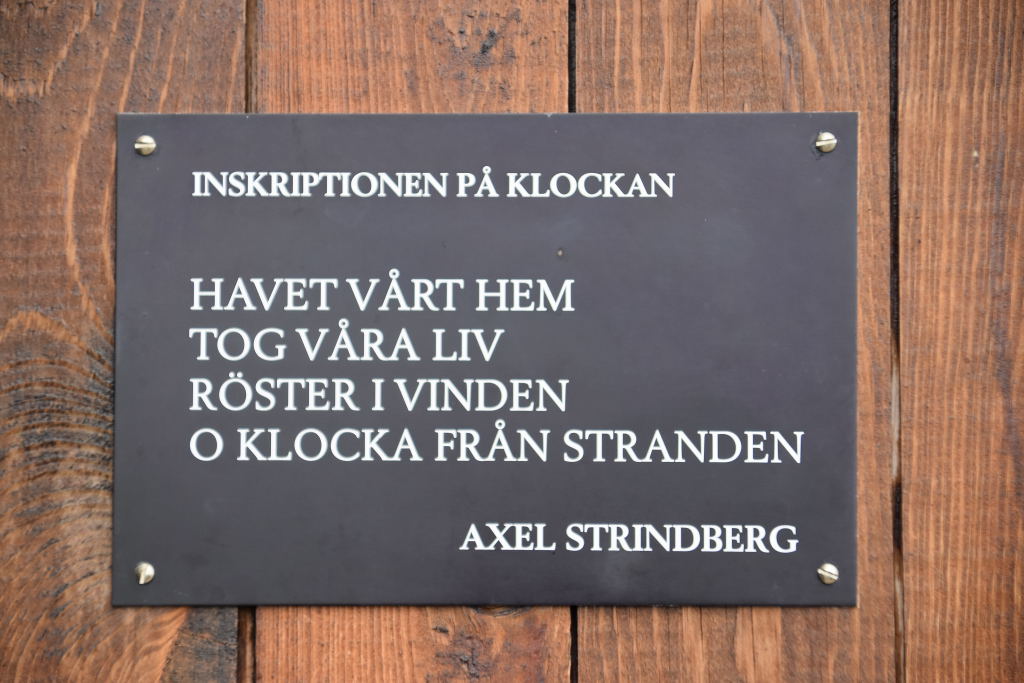 INSKRIPTIONEN PÅ KLOCKAN
HAVET VÅRT HEM
TOG VÅRA LIV
RÖSTER I VINDEN
O KLOCKA FRÅN STRANDEN
AXEL STRINDBERG